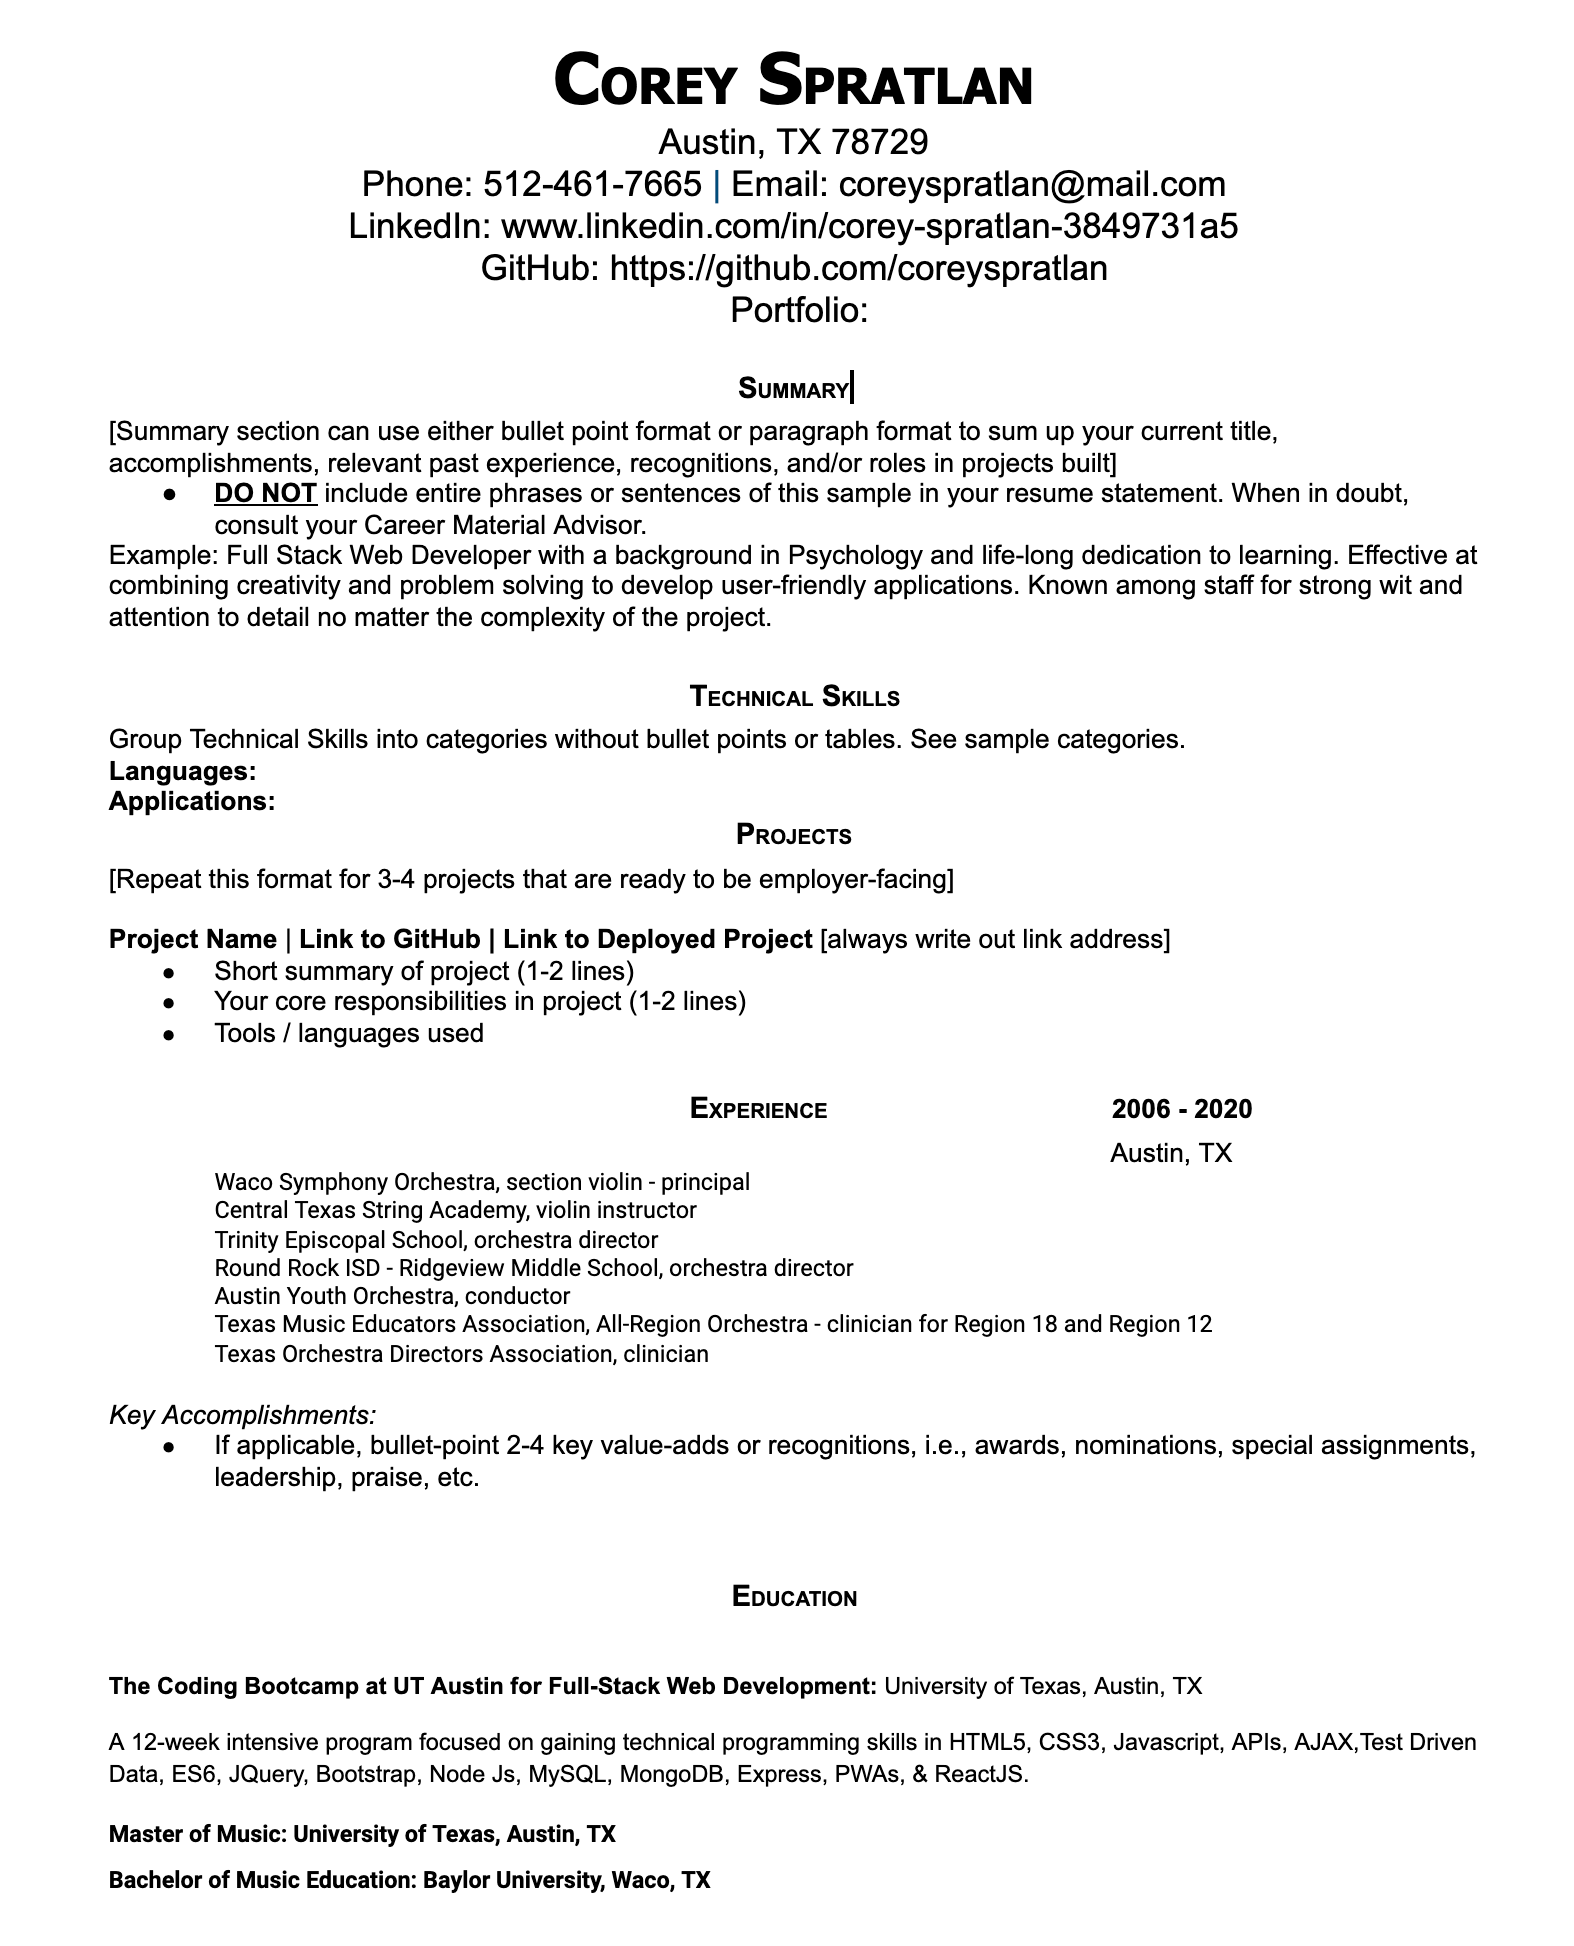 Corey Spratlan
Austin, TX 78729
Phone: 512-461-7665 | Email: coreyspratlan@mail.com
LinkedIn: www.linkedin.com/in/corey-spratlan-3849731a5
GitHub: https://github.com/coreyspratlan
Portfolio:
Summary
[Summary section can use either bullet point format or paragraph format to sum up your current title,
accomplishments, relevant past experience, recognitions, and/or roles in projects built]
● DO NOT include entire phrases or sentences of this sample in your resume statement. When in doubt,
consult your Career Material Advisor.
Example: Full Stack Web Developer with a background in Psychology and life-long dedication to learning. Effective at
combining creativity and problem solving to develop user-friendly applications. Known among staff for strong wit and
attention to detail no matter the complexity of the project.
Technical Skills
Group Technical Skills into categories without bullet points or tables. See sample categories.
Languages:
Applications:
Projects
[Repeat this format for 3-4 projects that are ready to be employer-facing]
Project Name | Link to GitHub | Link to Deployed Project [always write out link address]
● Short summary of project (1-2 lines)
● Your core responsibilities in project (1-2 lines)
● Tools / languages used
Experience 2006 - 2020
Austin, TX
Waco Symphony Orchestra, section violin - principal
Central Texas String Academy, violin instructor
Trinity Episcopal School, orchestra director
Round Rock ISD - Ridgeview Middle School, orchestra director
Austin Youth Orchestra, conductor
Texas Music Educators Association, All-Region Orchestra - clinician for Region 18 and Region 12
Texas Orchestra Directors Association, clinician
Key Accomplishments:
● If applicable, bullet-point 2-4 key value-adds or recognitions, i.e., awards, nominations, special assignments,
leadership, praise, etc.
Education
The Coding Bootcamp at UT Austin for Full-Stack Web Development: University of Texas, Austin, TX
A 12-week intensive program focused on gaining technical programming skills in HTML5, CSS3, Javascript, APIs, AJAX,Test Driven
Data, ES6, JQuery, Bootstrap, Node Js, MySQL, MongoDB, Express, PWAs, & ReactJS.
Master of Music: University of Texas, Austin, TX
Bachelor of Music Education: Baylor University, Waco, TX